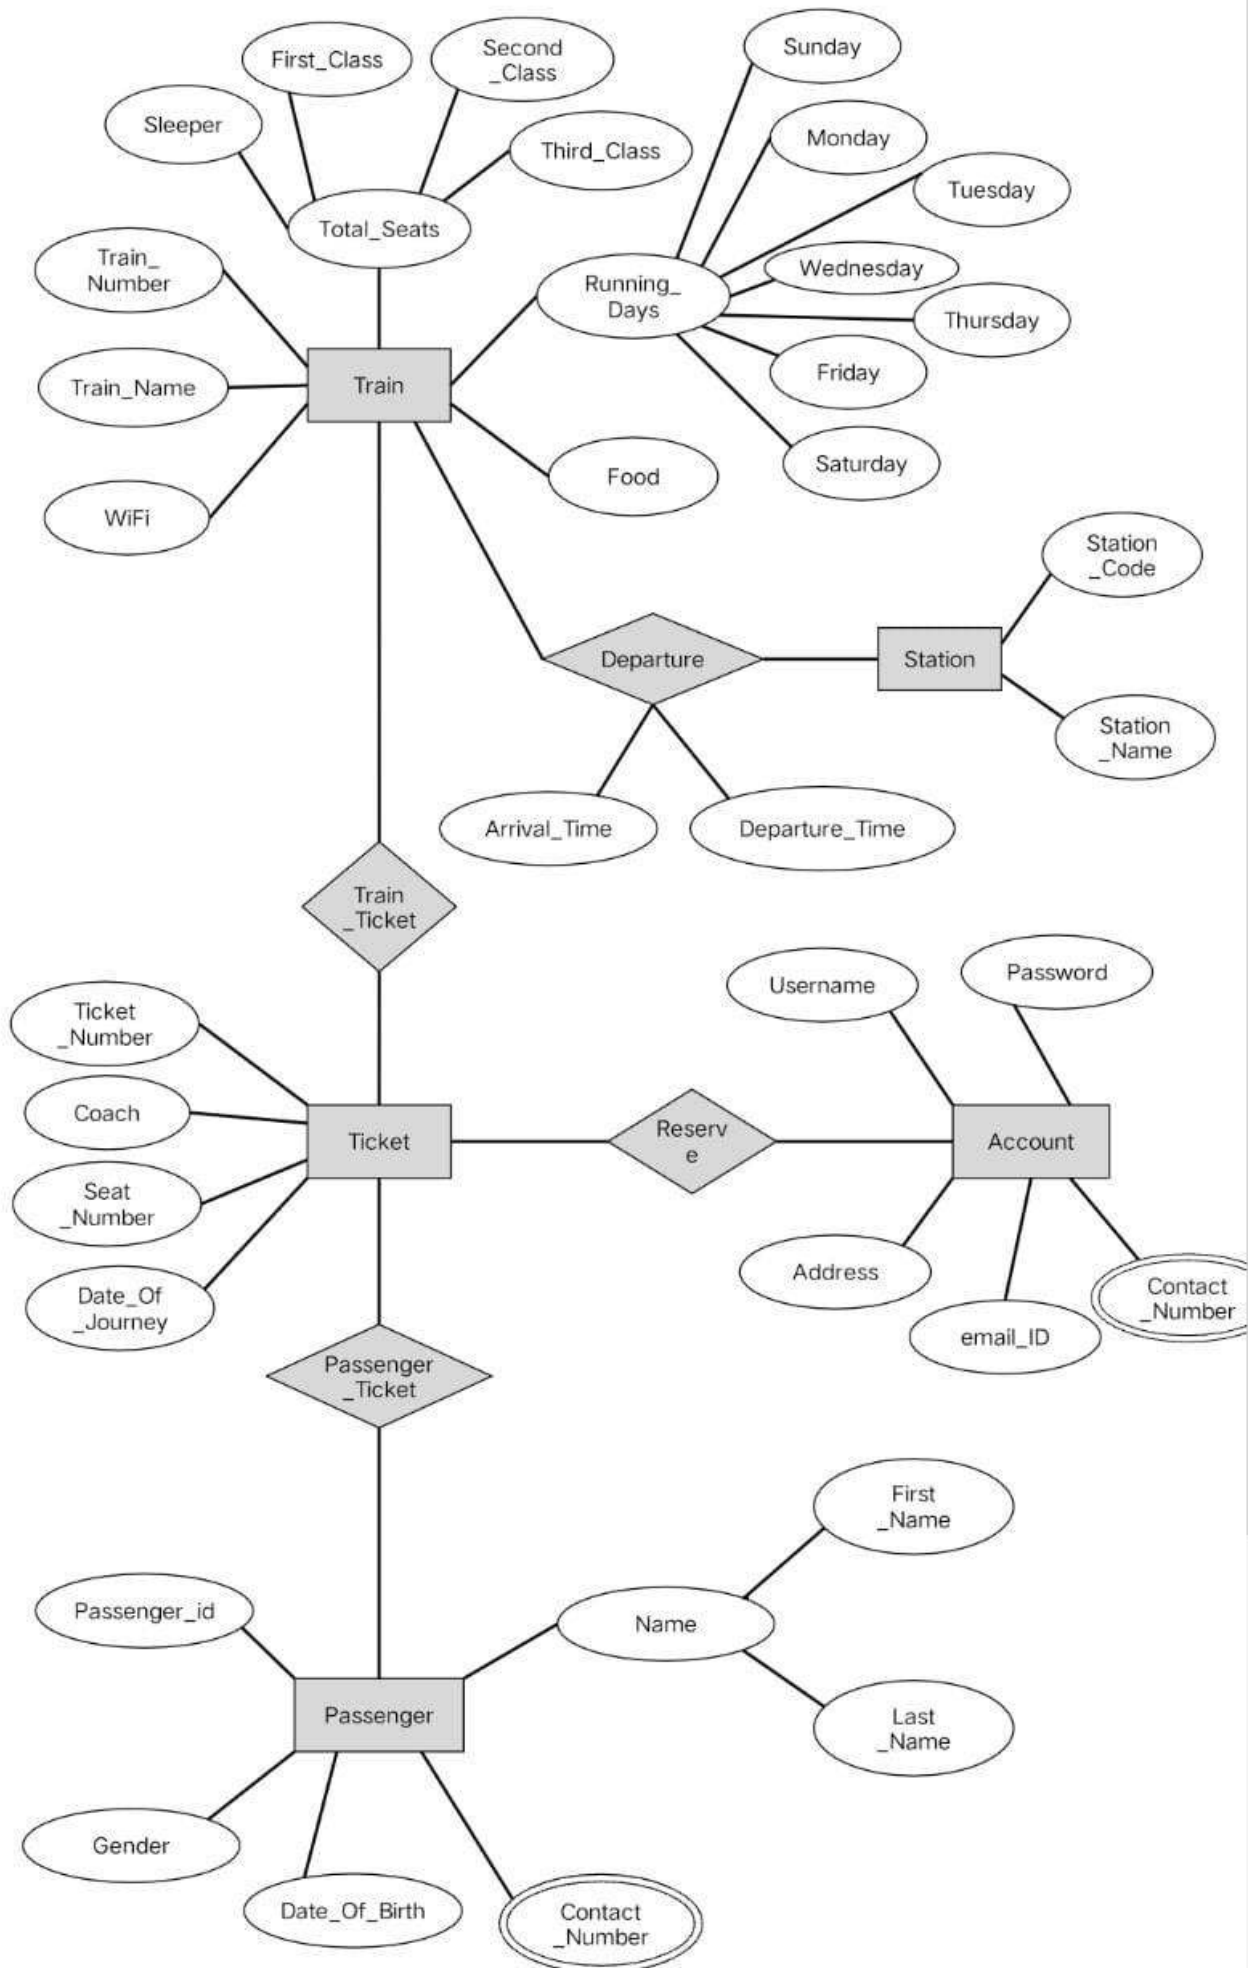 Sunday
First_Class
Second
_Class
Sleeper
Monday
Third_Class
Tuesday
Total_Seats
Train_
Number
Wednesday
Running_
Days
Thursday
Train_Name
Train
Friday
Saturday
Food
WiFi
Station
_Code
Departure
Station
Station
_Name
Arrival_Time
Departure_Time
Train
_Ticket
Username
Password
Ticket
_Number
Coach
Ticket
Reserv
e
Account
Seat
_Number
Address
Date_Of
_Journey
Contact
_Number
email_ID
Passenger
_Ticket
First
_Name
Passenger_id
Name
Passenger
Last
_Name
Gender
Date_Of_Birth
Contact
_Number